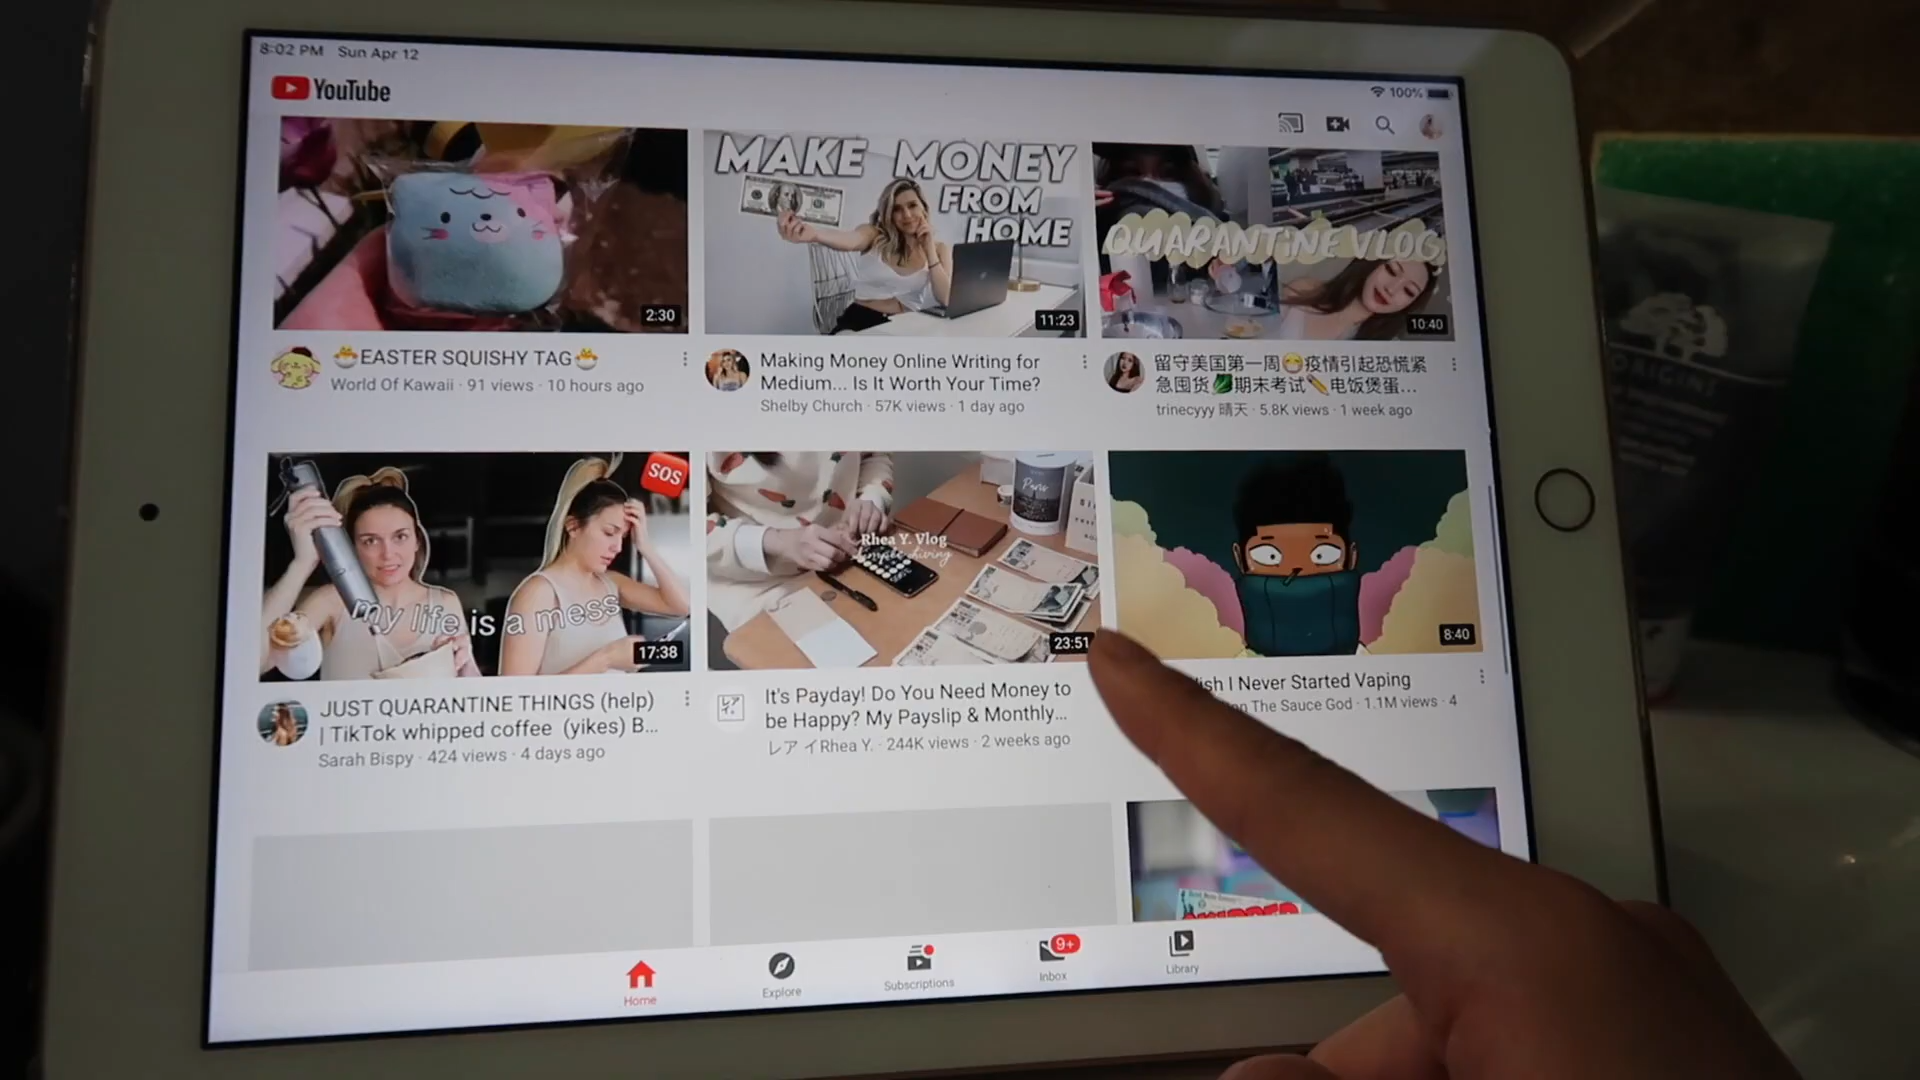 8:02 PM Sun Apr 12
100%
YouTube
MAKE MONEY
FROM
HOME
QUARANTINE VLOG
2:30
11:23
10:40
🐣EASTER SQUISHY TAG🐣
World Of Kawaii · 91 views · 10 hours ago
Making Money Online Writing for
Medium... Is It Worth Your Time?
Shelby Church · 57K views · 1 day ago
留守美国第一周😷疫情引起恐慌紧
急囤货🥬期末考试✏️电饭煲蛋...
trinecyyy 晴天 · 5.8K views · 1 week ago
SOS
my life is a mess
17:38
Paris
Rhea Y. Vlog
simple living
23:51
8:40
JUST QUARANTINE THINGS (help)
| TikTok whipped coffee (yikes) B...
Sarah Bispy · 424 views · 4 days ago
レア イ。
It's Payday! Do You Need Money to
be Happy? My Payslip & Monthly...
レア イRhea Y. · 244K views · 2 weeks ago
I Never Started Vaping
The Sauce God · 1.1M views · 4
Home
Explore
Subscriptions
9+
Inbox
Library
ORIGINS